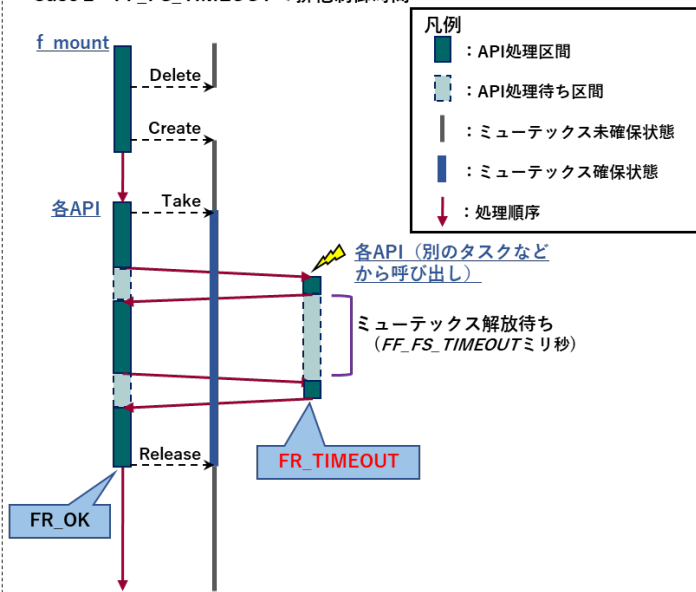 f_mount
Delete
Create
各API
Take
凡例
：API処理区間
：API処理待ち区間
：ミューテックス未確保状態
：ミューテックス確保状態
：処理順序
各API（別のタスクなど
から呼び出し）
ミューテックス解放待ち
（FF_FS_TIMEOUTミリ秒）
Release
FR_TIMEOUT
FR_OK